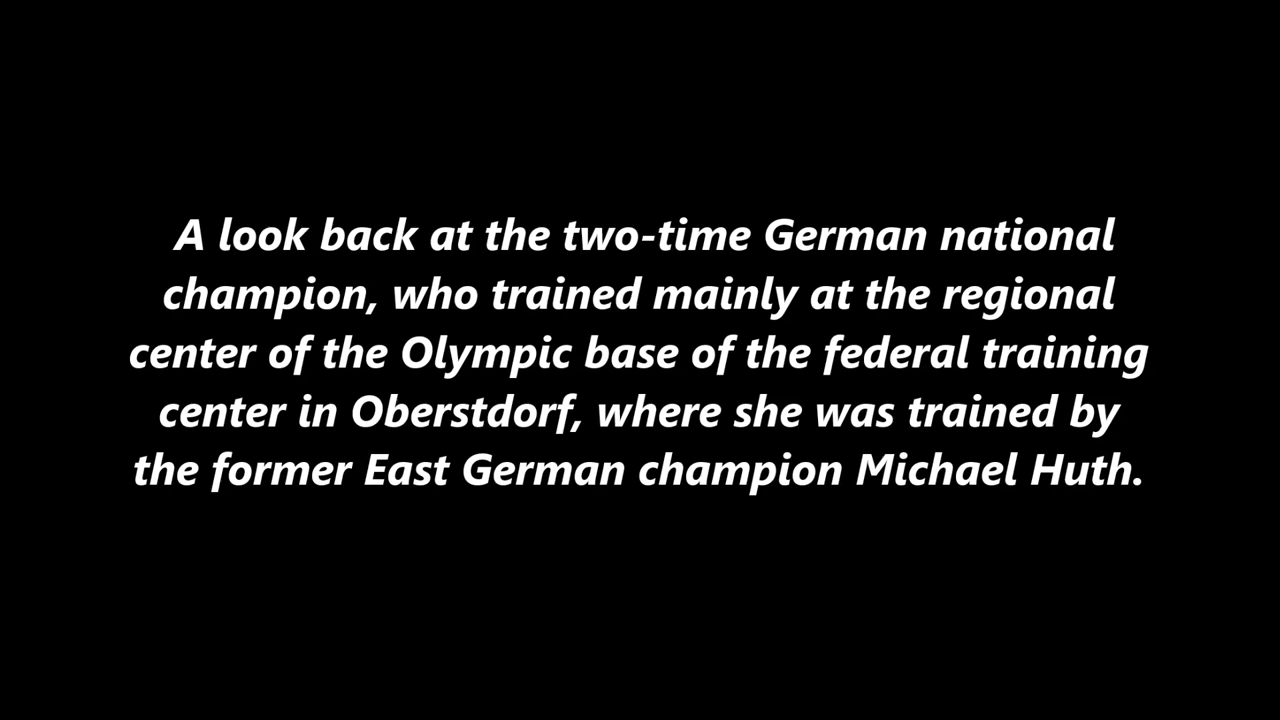 A look back at the two-time German national
champion, who trained mainly at the regional
center of the Olympic base of the federal training
center in Oberstdorf, where she was trained by
the former East German champion Michael Huth.